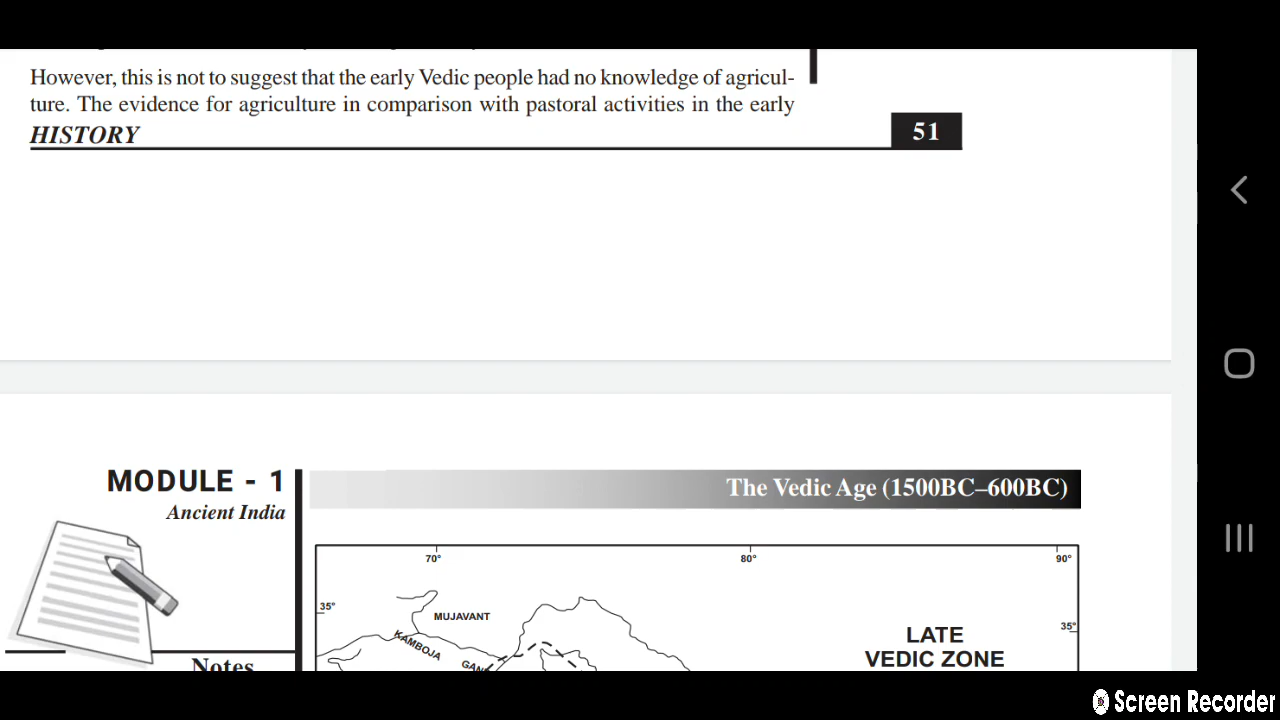 However, this is not to suggest that the early Vedic people had no knowledge of agricul-
ture. The evidence for agriculture in comparison with pastoral activities in the early
HISTORY
51
MODULE - 1
Ancient India
The Vedic Age (1500BC–600BC)
70°
80°
90°
35°
MUJAVANT
35°
LATE
VEDIC ZONE
KAMBOJA
Notes
Screen Recorder